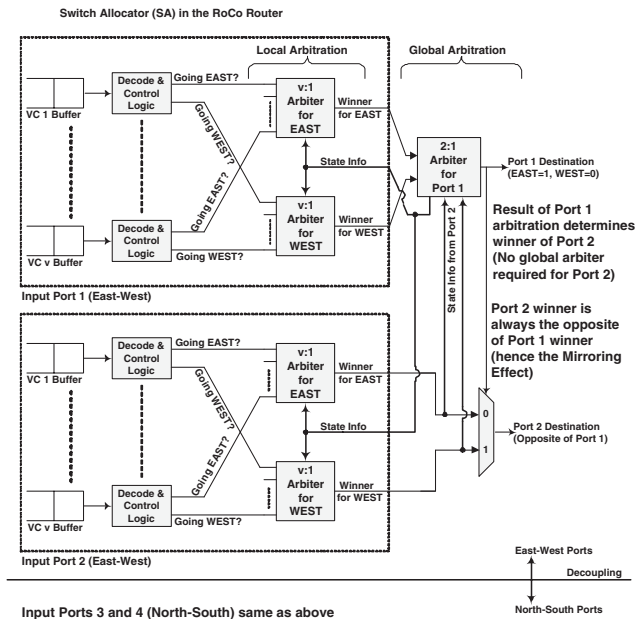 Switch Allocator (SA) in the RoCo Router
Local Arbitration
Global Arbitration
VC 1 Buffer
Decode &
Control
Logic
Going EAST?
Going WEST?
v:1
Arbiter
for
EAST
Winner
for EAST
State Info
2:1
Arbiter
for
Port 1
Port 1 Destination
(EAST=1, WEST=0)
VC v Buffer
Decode &
Control
Logic
Going EAST?
Going WEST?
v:1
Arbiter
for
WEST
Winner
for WEST
Input Port 1 (East-West)
State Info from Port 2
Result of Port 1
arbitration determines
winner of Port 2
(No global arbiter
required for Port 2)
Port 2 winner is
always the opposite
of Port 1 winner
(hence the Mirroring
Effect)
VC 1 Buffer
Decode &
Control
Logic
Going EAST?
Going WEST?
v:1
Arbiter
for
EAST
Winner
for EAST
State Info
0
1
Port 2 Destination
(Opposite of Port 1)
VC v Buffer
Decode &
Control
Logic
Going EAST?
Going WEST?
v:1
Arbiter
for
WEST
Winner
for WEST
Input Port 2 (East-West)
East-West Ports
Decoupling
North-South Ports
Input Ports 3 and 4 (North-South) same as above